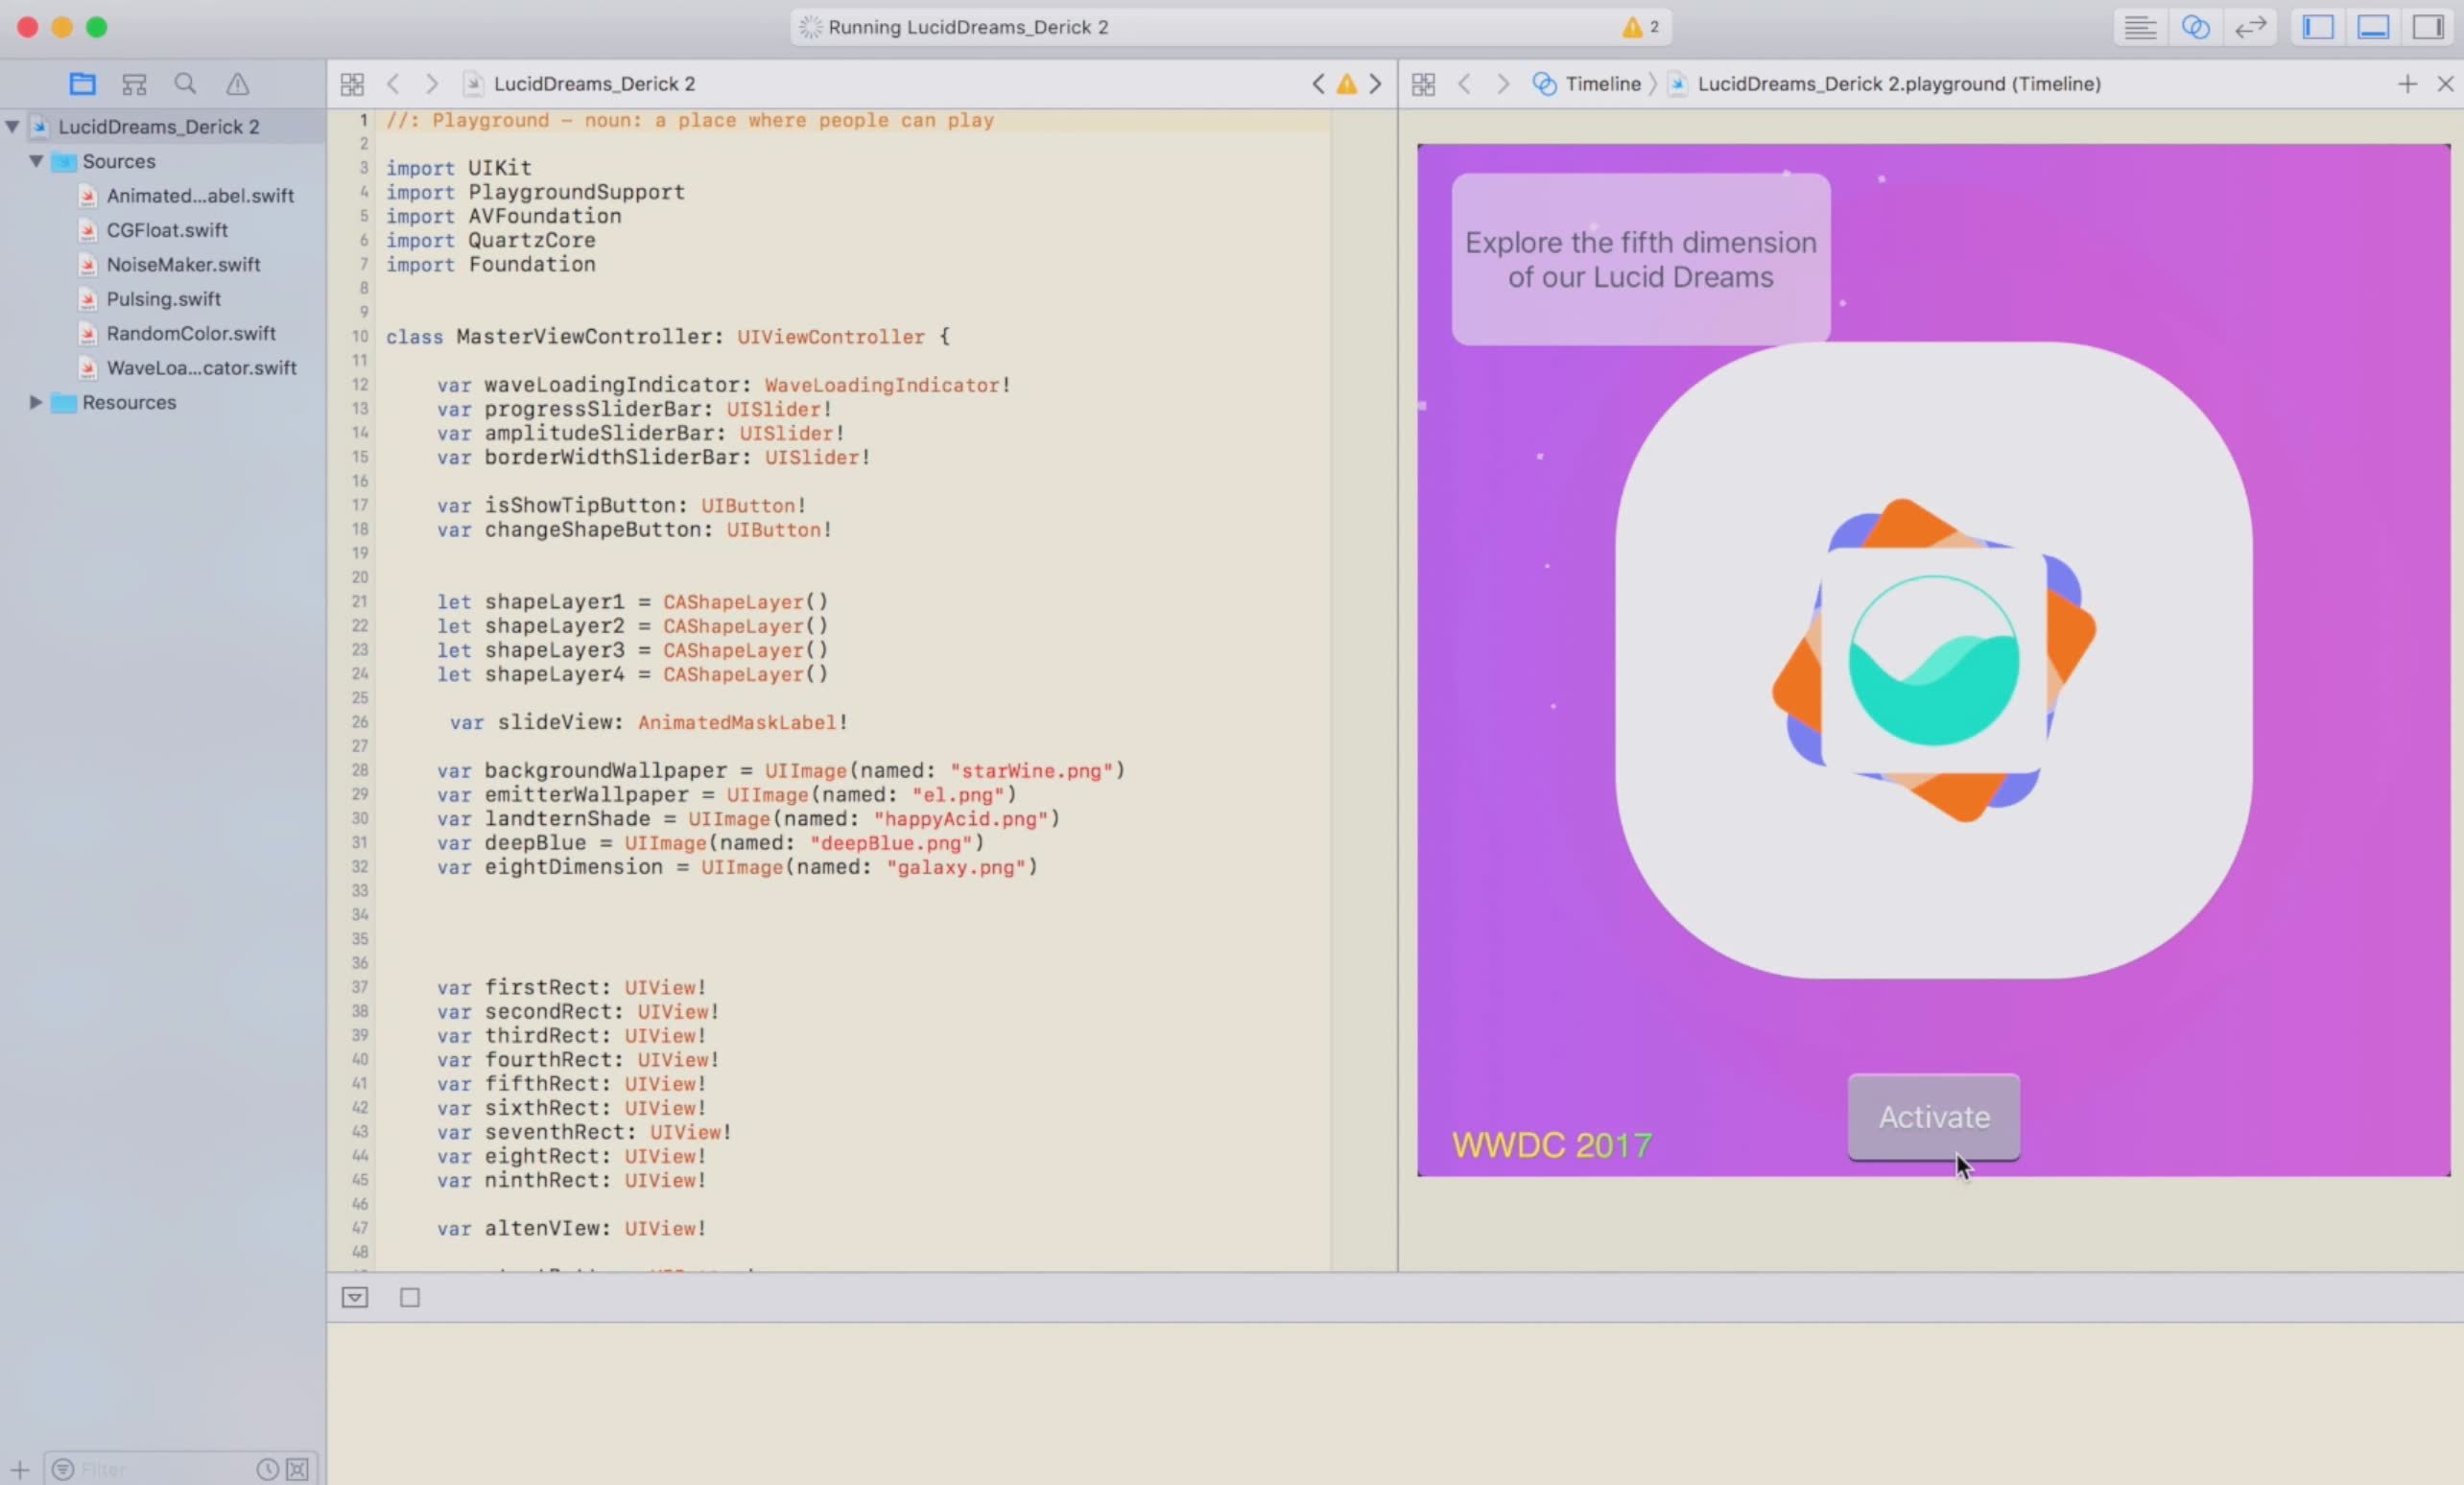 Running LucidDreams_Derick 2
2
LucidDreams_Derick 2
Timeline
LucidDreams_Derick 2.playground (Timeline)
LucidDreams_Derick 2
Sources
Animated...abel.swift
CGFloat.swift
NoiseMaker.swift
Pulsing.swift
RandomColor.swift
WaveLoa...cator.swift
Resources
Filter
1 //: Playground – noun: a place where people can play
2
3 import UIKit
4 import PlaygroundSupport
5 import AVFoundation
6 import QuartzCore
7 import Foundation
8
9
10 class MasterViewController: UIViewController {
11
12 var waveLoadingIndicator: WaveLoadingIndicator!
13 var progressSliderBar: UISlider!
14 var amplitudeSliderBar: UISlider!
15 var borderWidthSliderBar: UISlider!
16
17 var isShowTipButton: UIButton!
18 var changeShapeButton: UIButton!
19
20
21 let shapeLayer1 = CAShapeLayer()
22 let shapeLayer2 = CAShapeLayer()
23 let shapeLayer3 = CAShapeLayer()
24 let shapeLayer4 = CAShapeLayer()
25
26 var slideView: AnimatedMaskLabel!
27
28 var backgroundWallpaper = UIImage(named: "starWine.png")
29 var emitterWallpaper = UIImage(named: "el.png")
30 var landternShade = UIImage(named: "happyAcid.png")
31 var deepBlue = UIImage(named: "deepBlue.png")
32 var eightDimension = UIImage(named: "galaxy.png")
33
34
35
36
37 var firstRect: UIView!
38 var secondRect: UIView!
39 var thirdRect: UIView!
40 var fourthRect: UIView!
41 var fifthRect: UIView!
42 var sixthRect: UIView!
43 var seventhRect: UIView!
44 var eightRect: UIView!
45 var ninthRect: UIView!
46
47 var altenVIew: UIView!
48
Explore the fifth dimension
of our Lucid Dreams
Activate
WWDC 2017